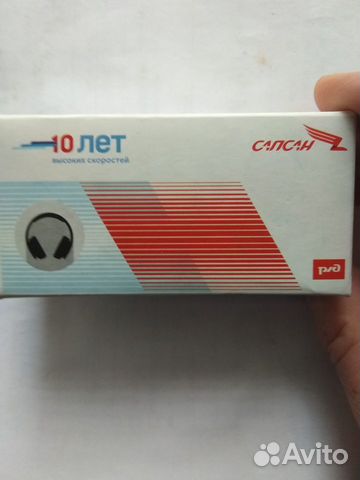 10 ЛЕТ
высоких скоростей
САПСАН
ржд
Avito